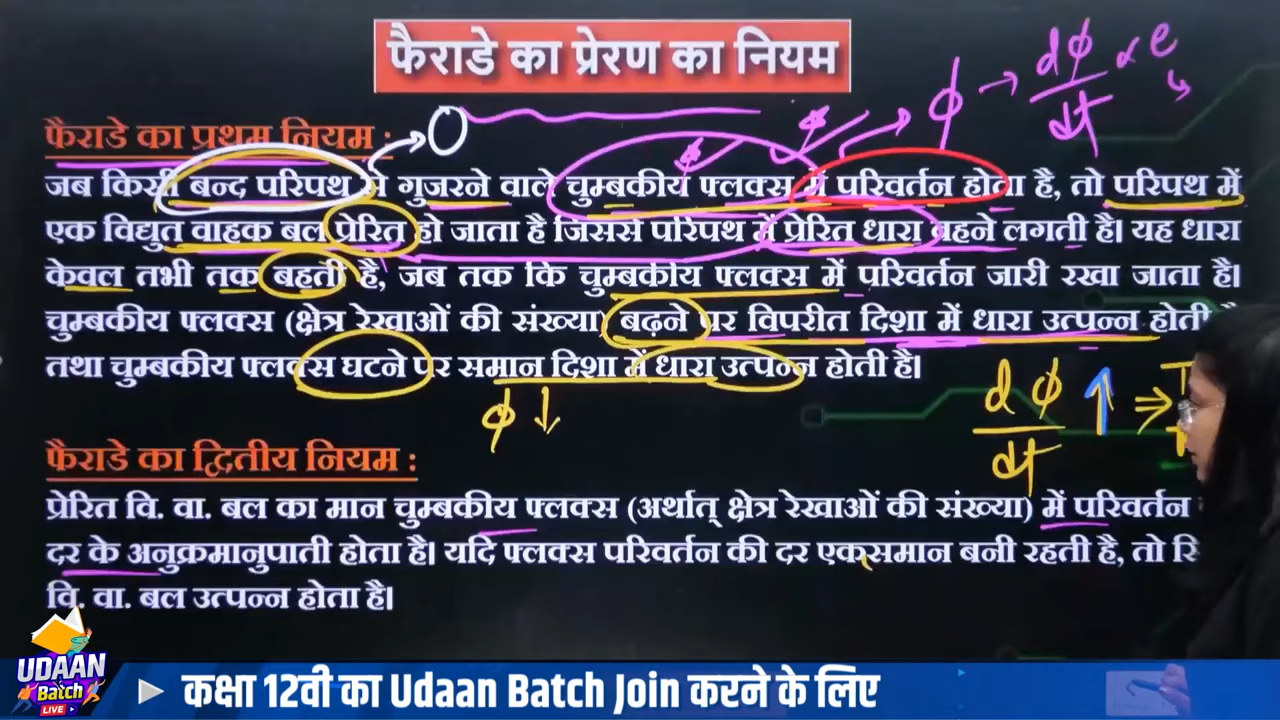 फैराडे का प्रेरण का नियम
ϕ → dϕ/dt ∝ e
फैराडे का प्रथम नियम :
जब किसी बन्द परिपथ से गुजरने वाले चुम्बकीय फ्लक्स में परिवर्तन होता है, तो परिपथ में
एक विद्युत वाहक बल प्रेरित हो जाता है जिससे परिपथ में प्रेरित धारा बहने लगती है। यह धारा
केवल तभी तक बहती है, जब तक कि चुम्बकीय फ्लक्स में परिवर्तन जारी रखा जाता है।
चुम्बकीय फ्लक्स (क्षेत्र रेखाओं की संख्या) बढ़ने पर विपरीत दिशा में धारा उत्पन्न होती
तथा चुम्बकीय फ्लक्स घटने पर समान दिशा में धारा उत्पन्न होती है।
ϕ ↓
dϕ/dt ↑ ⇒
फैराडे का द्वितीय नियम :
प्रेरित वि. वा. बल का मान चुम्बकीय फ्लक्स (अर्थात् क्षेत्र रेखाओं की संख्या) में परिवर्तन
दर के अनुक्रमानुपाती होता है। यदि फ्लक्स परिवर्तन की दर एकसमान बनी रहती है, तो
वि. वा. बल उत्पन्न होता है।
UDAAN
Batch
LIVE
कक्षा 12वी का Udaan Batch Join करने के लिए